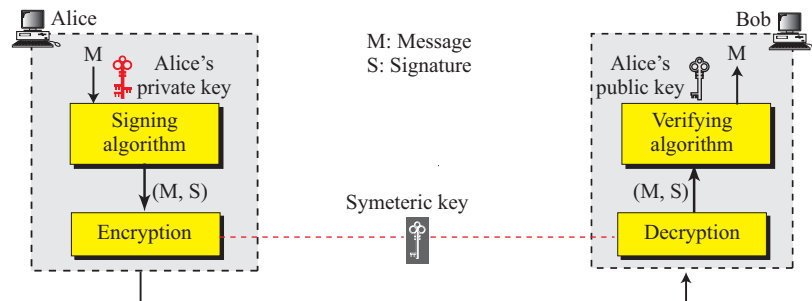 Alice
M
Alice's
private key
Signing
algorithm
(M, S)
Encryption
M: Message
S: Signature
Symeteric key
Bob
Alice's
public key
M
Verifying
algorithm
(M, S)
Decryption